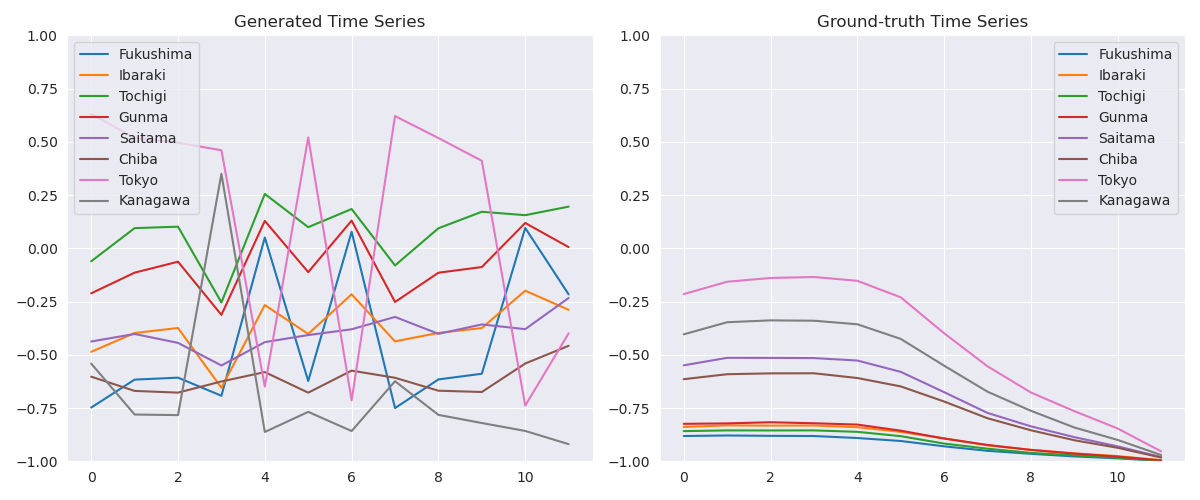 Generated Time Series
1.00
0.75
0.50
0.25
0.00
−0.25
−0.50
−0.75
−1.00
0 2 4 6 8 10
Fukushima
Ibaraki
Tochigi
Gunma
Saitama
Chiba
Tokyo
Kanagawa
Ground-truth Time Series
1.00
0.75
0.50
0.25
0.00
−0.25
−0.50
−0.75
−1.00
0 2 4 6 8 10
Fukushima
Ibaraki
Tochigi
Gunma
Saitama
Chiba
Tokyo
Kanagawa